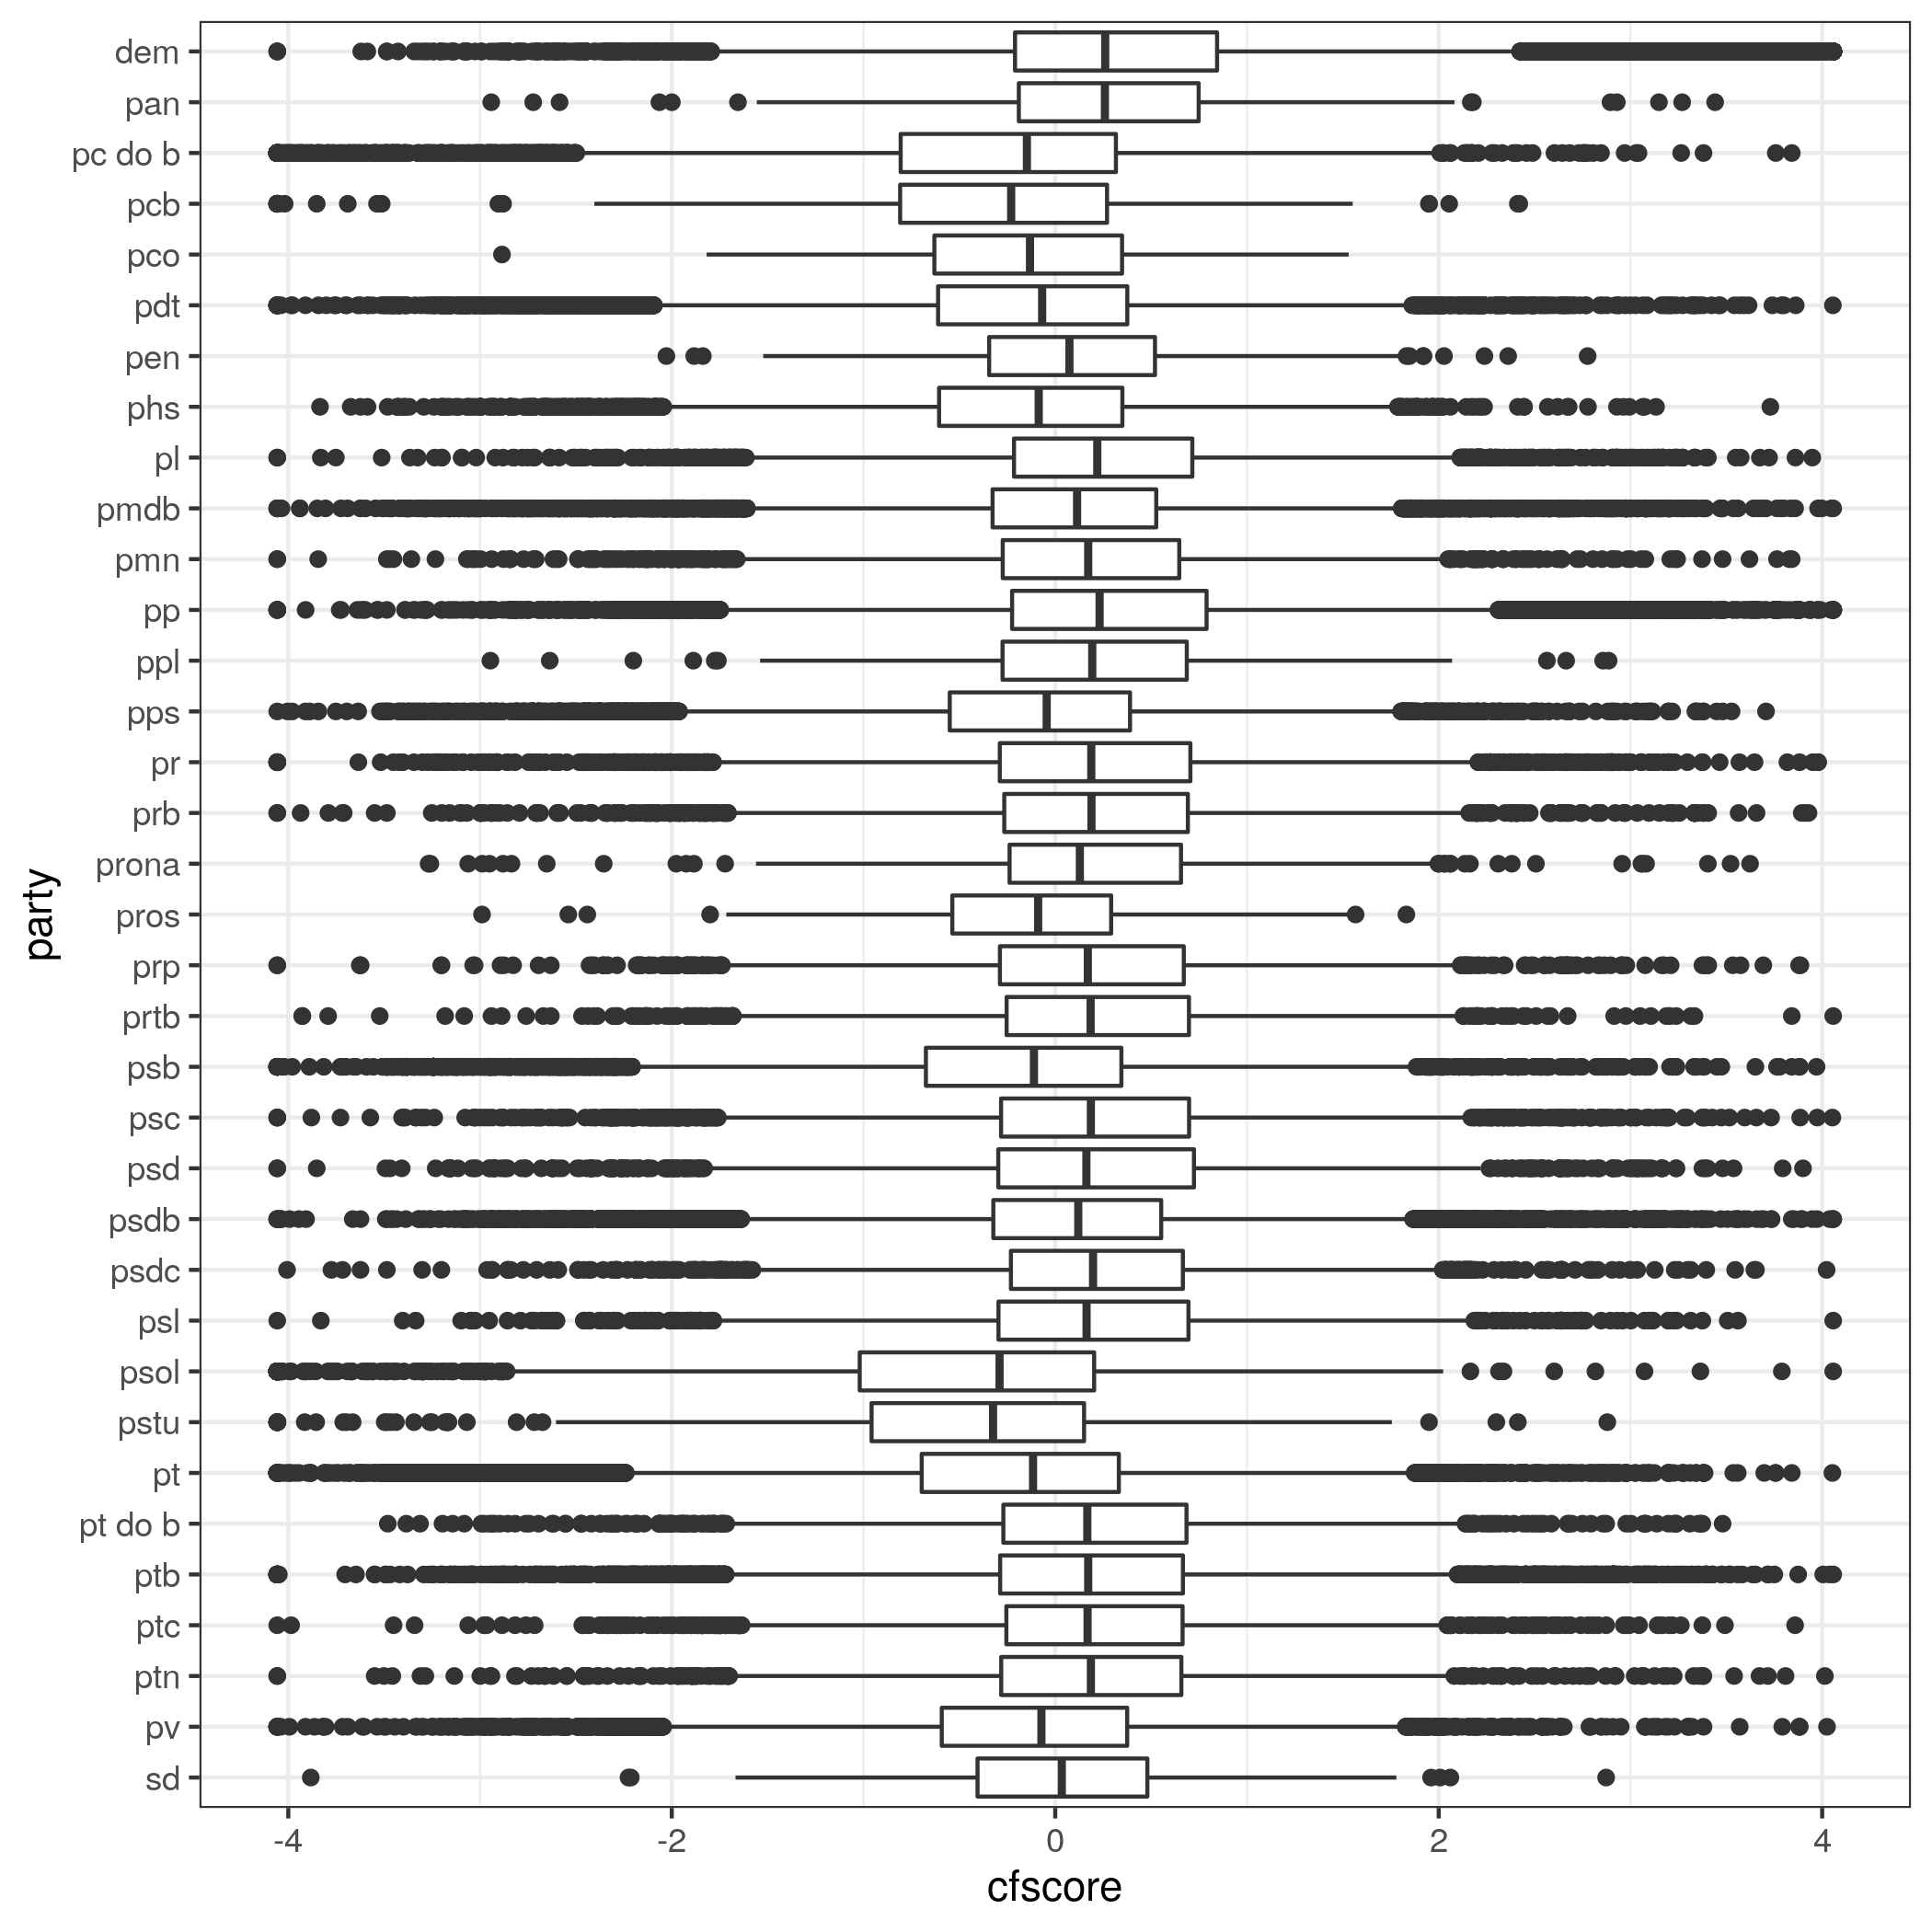 dem
pan
pc do b
pcb
pco
pdt
pen
phs
pl
pmdb
pmn
pp
ppl
pps
pr
prb
prona
pros
prp
prtb
psb
psc
psd
psdb
psdc
psl
psol
pstu
pt
pt do b
ptb
ptc
ptn
pv
sd
party
-4 -2 0 2 4
cfscore